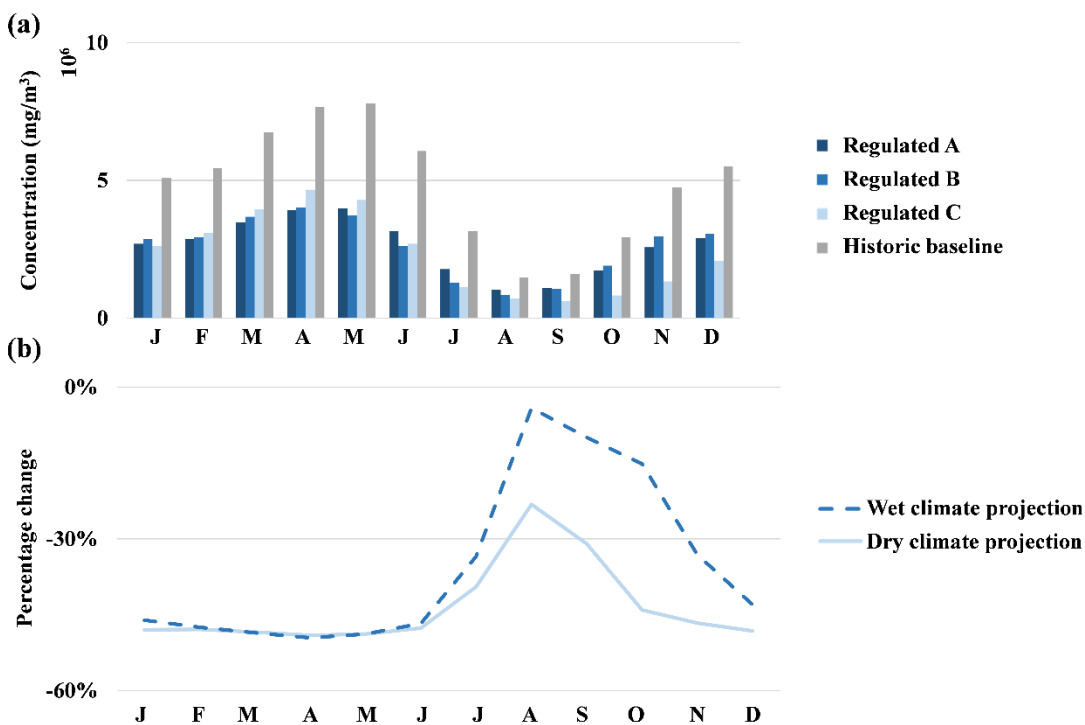 (a)
10
10⁶
Concentration (mg/m³)
5
0
J F M A M J J A S O N D
Regulated A
Regulated B
Regulated C
Historic baseline
(b)
0%
Percentage change
-30%
-60%
J F M A M J J A S O N D
Wet climate projection
Dry climate projection